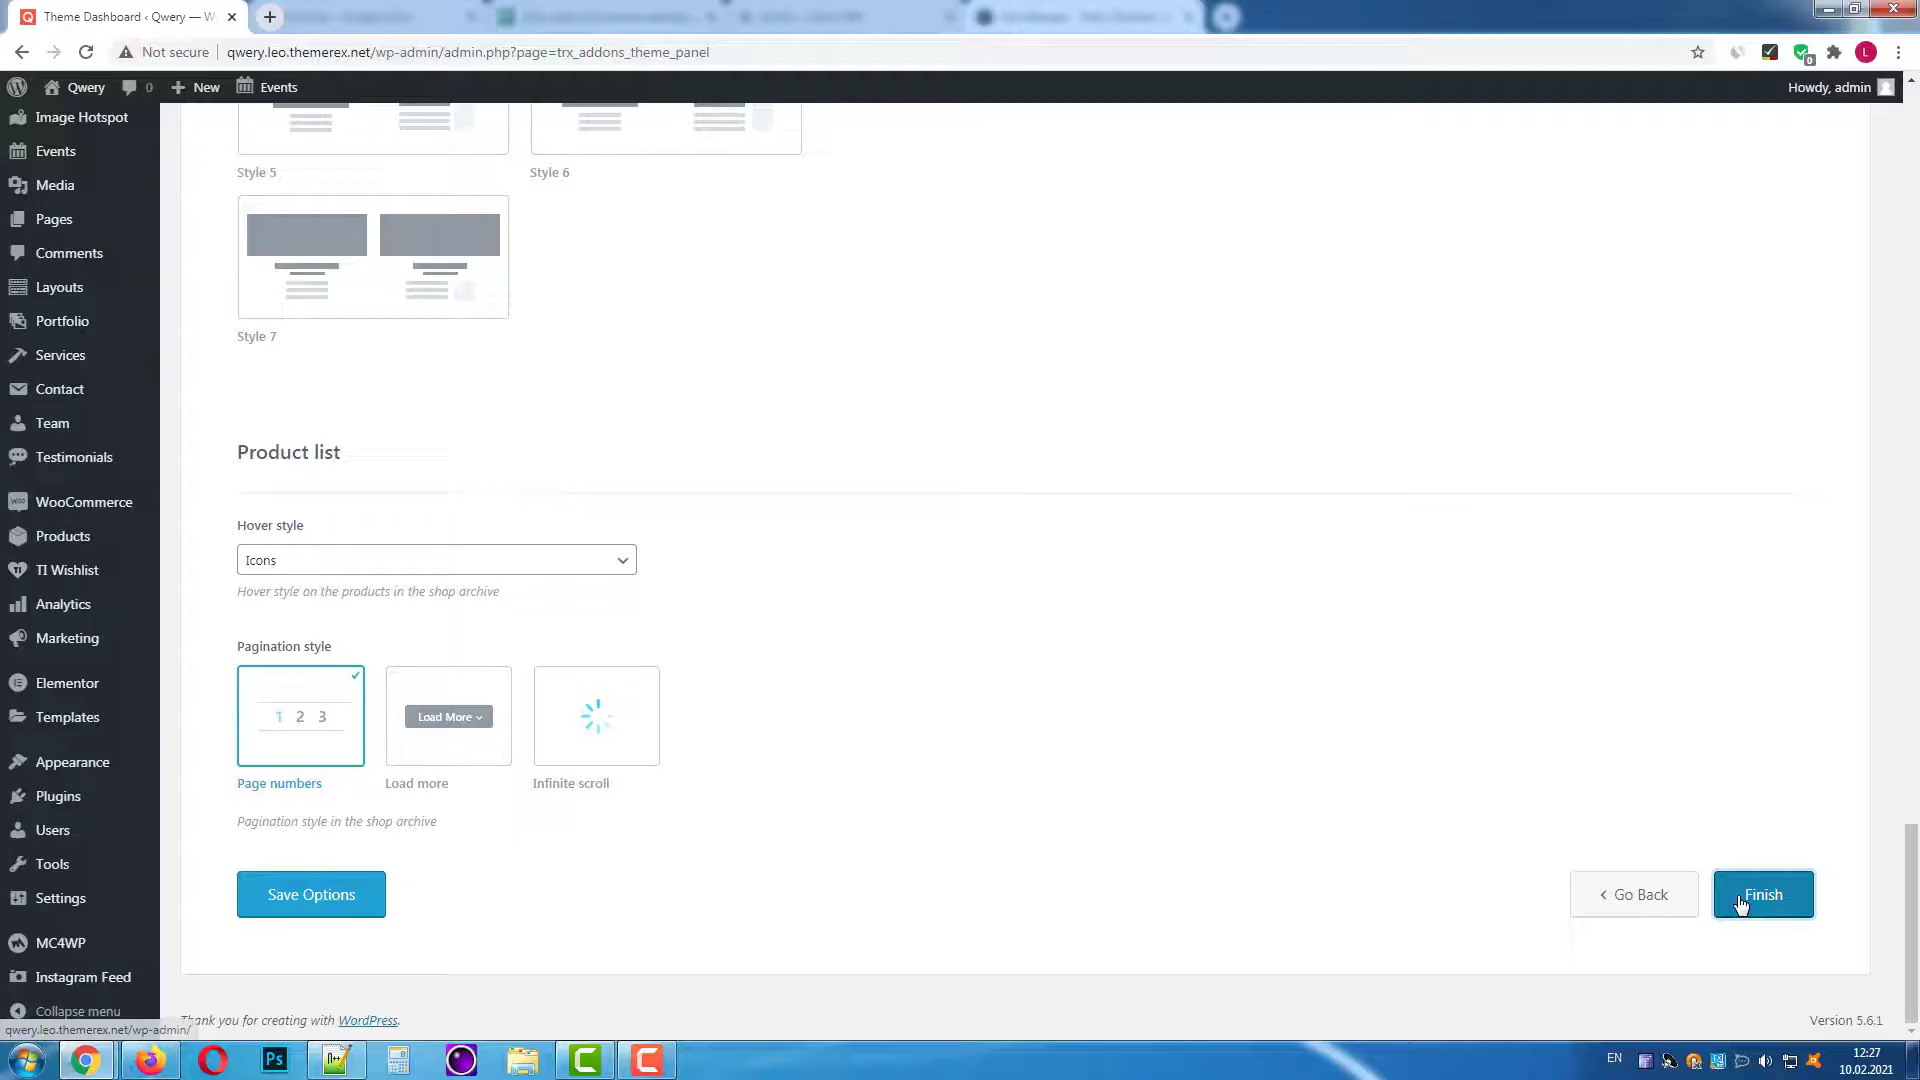 Theme Dashboard ‹ Qwery — W
Not secure
qwery.leo.themerex.net/wp-admin/admin.php?page=trx_addons_theme_panel
L
0
Qwery
0
New
Events
Howdy, admin
Image Hotspot
Events
Media
Pages
Comments
Layouts
Portfolio
Services
Contact
Team
Testimonials
WooCommerce
Products
TI Wishlist
Analytics
Marketing
Elementor
Templates
Appearance
Plugins
Users
Tools
Settings
MC4WP
Instagram Feed
Collapse menu
Style 5
Style 6
Style 7
Product list
Hover style
Icons
Hover style on the products in the shop archive
Pagination style
1 2 3
Load More
Page numbers
Load more
Infinite scroll
Pagination style in the shop archive
Save Options
Go Back
Finish
hank you for creating with WordPress.
Version 5.6.1
qwery.leo.themerex.net/wp-admin/
Ps
EN
12:27
10.02.2021